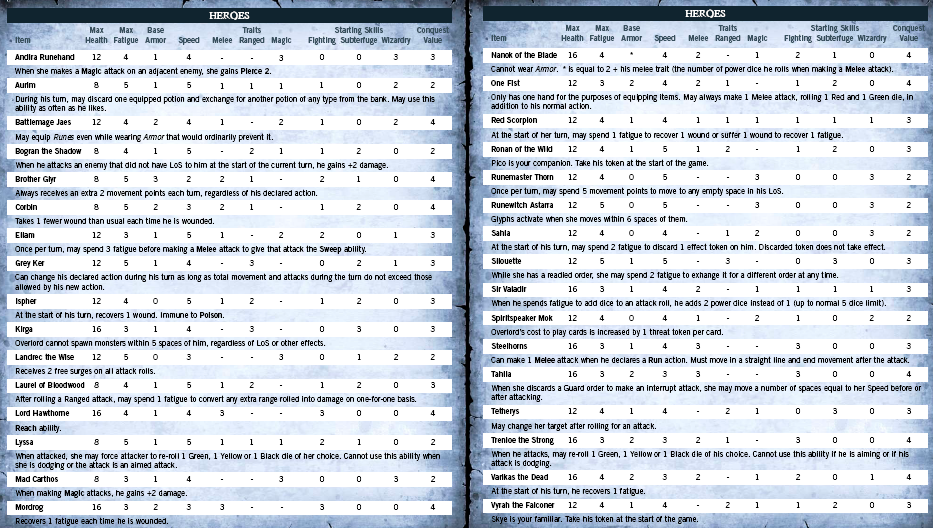 HEROES
Max Max Base Traits Starting Skills Conquest
Item Health Fatigue Armor Speed Melee Ranged Magic Fighting Subterfuge Wizardry Value
Andira Runehand 12 4 1 4 - - 3 0 0 3 3
When she makes a Magic attack on an adjacent enemy, she gains Pierce 2.
Aurim 8 4 1 5 1 1 1 1 0 2 2
During his turn, may discard one equipped potion and exchange for another potion of any type from the bank. May use this
ability as often as he likes.
Battlemage Jaes 12 4 2 4 1 - 2 1 0 2 4
May equip Runes even while wearing Armor that would ordinarily prevent it.
Bogran the Shadow 8 4 1 5 - 2 1 1 2 0 2
When he attacks an enemy that did not have LoS to him at the start of the current turn, he gains +2 damage.
Brother Glyr 8 5 3 2 2 1 - 2 1 0 4
Always receives an extra 2 movement points each turn, regardless of his declared action.
Corbin 8 5 2 3 2 1 - 1 2 0 4
Takes 1 fewer wound than usual each time he is wounded.
Eliam 12 3 1 5 1 - 2 2 0 1 3
Once per turn, may spend 3 fatigue before making a Melee attack to give that attack the Sweep ability.
Grey Ker 12 5 1 4 - 3 - 0 2 1 3
Can change his declared action during his turn as long as total movement and attacks during the turn do not exceed those
allowed by his new action.
Ispher 12 4 0 5 1 2 - 1 2 0 3
At the start of his turn, recovers 1 wound. Immune to Poison.
Kirga 16 3 1 4 - 3 - 0 3 0 3
Overlord cannot spawn monsters within 5 spaces of him, regardless of LoS or other effects.
Landrec the Wise 12 5 0 3 - - 3 0 1 2 2
Receives 2 free surges on all attack rolls.
Laurel of Bloodwood 8 4 1 5 1 2 - 1 2 0 3
After rolling a Ranged attack, may spend 1 fatigue to convert any extra range rolled into damage on one-for-one basis.
Lord Hawthorne 16 4 1 4 3 - - 3 0 0 4
Reach ability.
Lyssa 8 5 1 5 1 1 1 2 1 0 2
When attacked, she may force attacker to re-roll 1 Green, 1 Yellow or 1 Black die of her choice. Cannot use this ability when
she is dodging or the attack is an aimed attack.
Mad Carthos 8 3 1 4 - - 3 0 0 3 2
When making Magic attacks, he gains +2 damage.
Mordrog 16 3 2 3 3 - - 3 0 0 4
Recovers 1 fatigue each time he is wounded.
HEROES
Max Max Base Traits Starting Skills Conquest
Item Health Fatigue Armor Speed Melee Ranged Magic Fighting Subterfuge Wizardry Value
Nanok of the Blade 16 4 * 4 2 - 1 2 1 0 4
Cannot wear Armor. * is equal to 2 + his melee trait (the number of power dice he rolls when making a Melee attack).
One Fist 12 5 2 4 2 1 - 1 2 0 3
Only has one hand for the purposes of equipping items. May always make 1 Melee attack, rolling 1 Red and 1 Green die, in
addition to his normal action.
Red Scorpion 12 4 1 4 1 1 1 1 1 1 3
At the start of her turn, may spend 1 fatigue to recover 1 wound or suffer 1 wound to recover 1 fatigue.
Ronan of the Wild 12 4 1 5 1 2 - 1 2 0 3
Pico is your companion. Take his token at the start of the game.
Runemaster Thorn 12 4 0 5 - - 3 0 0 3 2
Once per turn, may spend 5 movement points to move to any empty space in his LoS.
Runewitch Astarra 12 5 0 5 - - 3 0 0 3 2
Glyphs activate when she moves within 6 spaces of them.
Sahla 12 4 0 4 - 1 2 0 0 3 2
At the start of his turn, may spend 2 fatigue to discard 1 effect token on him. Discarded token does not take effect.
Silouette 12 5 1 5 - 3 - 0 3 0 3
While she has a readied order, she may spend 2 fatigue to exhange it for a different order at any time.
Sir Valadir 12 5 2 4 2 - 1 1 1 1 3
When he spends fatigue to add dice to an attack roll, he adds 2 power dice instead of 1 (up to normal 5 dice limit).
Spiritspeaker Mok 12 4 0 4 1 - 2 1 0 2 2
Overlord's cost to play cards is increased by 1 threat token per card.
Steelhorns 16 3 1 4 3 - - 3 0 0 3
Can make 1 Melee attack when he declares a Run action. Must move in a straight line and end movement after the attack.
Tahlia 16 3 2 3 3 - - 3 0 0 4
When she discards a Guard order to make an interrupt attack, she may move a number of spaces equal to her Speed before or
after attacking.
Tetherys 12 4 1 4 - 2 1 0 3 0 3
May change her target after rolling for an attack.
Trenloe the Strong 16 3 2 3 2 1 - 3 0 0 4
When he attacks, may re-roll 1 Green, 1 Yellow or 1 Black die of his choice. Cannot use this ability if he is aiming or if his
attack is dodging.
Varikas the Dead 16 4 2 3 2 - 1 3 0 0 4
At the start of his turn, he recovers 1 fatigue.
Vyrah the Falconer 12 4 1 4 - 2 1 1 2 0 3
Skye is your familiar. Take his token at the start of the game.